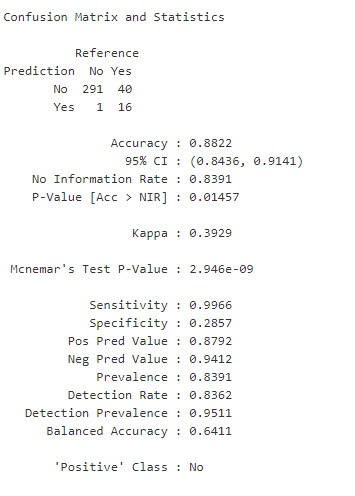 Confusion Matrix and Statistics
Reference
Prediction No Yes
No 291 40
Yes 1 16
Accuracy : 0.8822
95% CI : (0.8436, 0.9141)
No Information Rate : 0.8391
P-Value [Acc > NIR] : 0.01457
Kappa : 0.3929
Mcnemar's Test P-Value : 2.946e-09
Sensitivity : 0.9966
Specificity : 0.2857
Pos Pred Value : 0.8792
Neg Pred Value : 0.9412
Prevalence : 0.8391
Detection Rate : 0.8362
Detection Prevalence : 0.9511
Balanced Accuracy : 0.6411
'Positive' Class : No